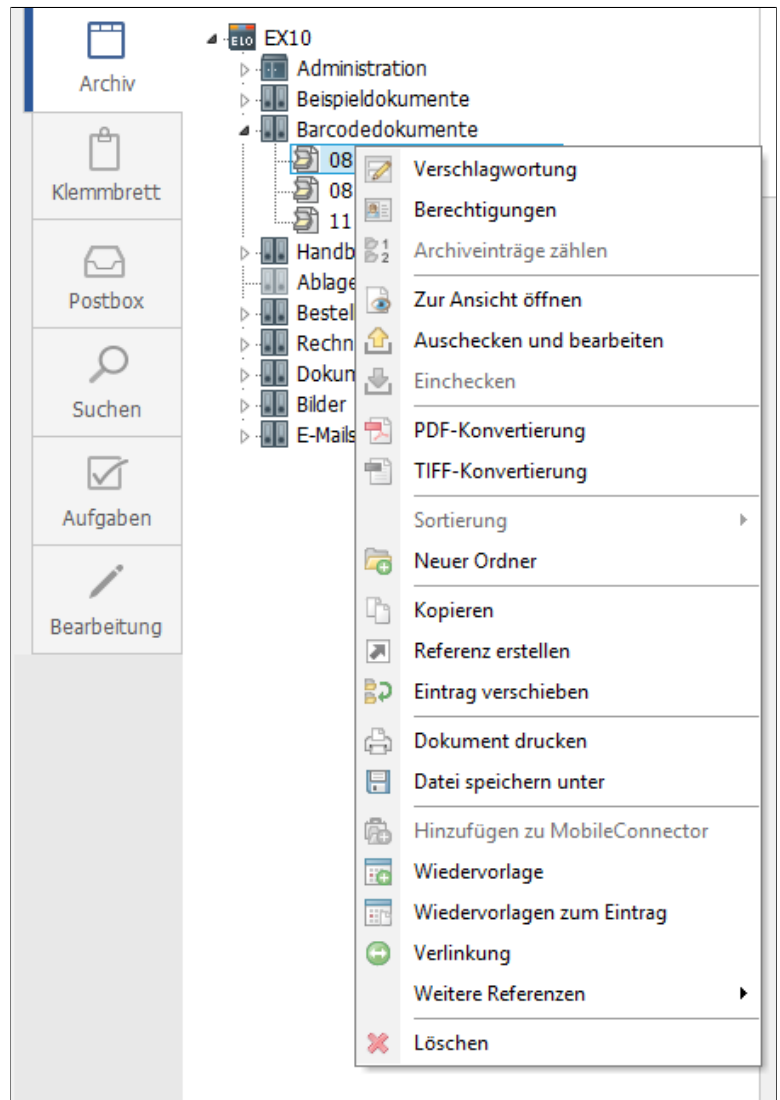 Archiv
Klemmbrett
Postbox
Suchen
Aufgaben
Bearbeitung
ELO EX10
Administration
Beispieldokumente
Barcodedokumente
08
08
11
Handb
Ablage
Bestel
Rechn
Dokum
Bilder
E-Mails
Verschlagwortung
Berechtigungen
1
2
Archiveinträge zählen
Zur Ansicht öffnen
Auschecken und bearbeiten
Einchecken
PDF-Konvertierung
TIFF-Konvertierung
Sortierung
Neuer Ordner
Kopieren
Referenz erstellen
Eintrag verschieben
Dokument drucken
Datei speichern unter
Hinzufügen zu MobileConnector
Wiedervorlage
Wiedervorlagen zum Eintrag
Verlinkung
Weitere Referenzen
Löschen